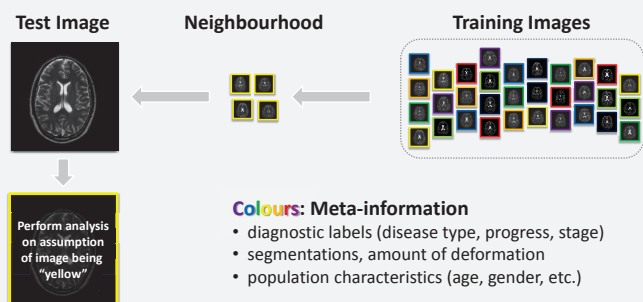 Test Image
Neighbourhood
Training Images
Perform analysis
on assumption
of image being
“yellow”
Colours: Meta-information
• diagnostic labels (disease type, progress, stage)
• segmentations, amount of deformation
• population characteristics (age, gender, etc.)